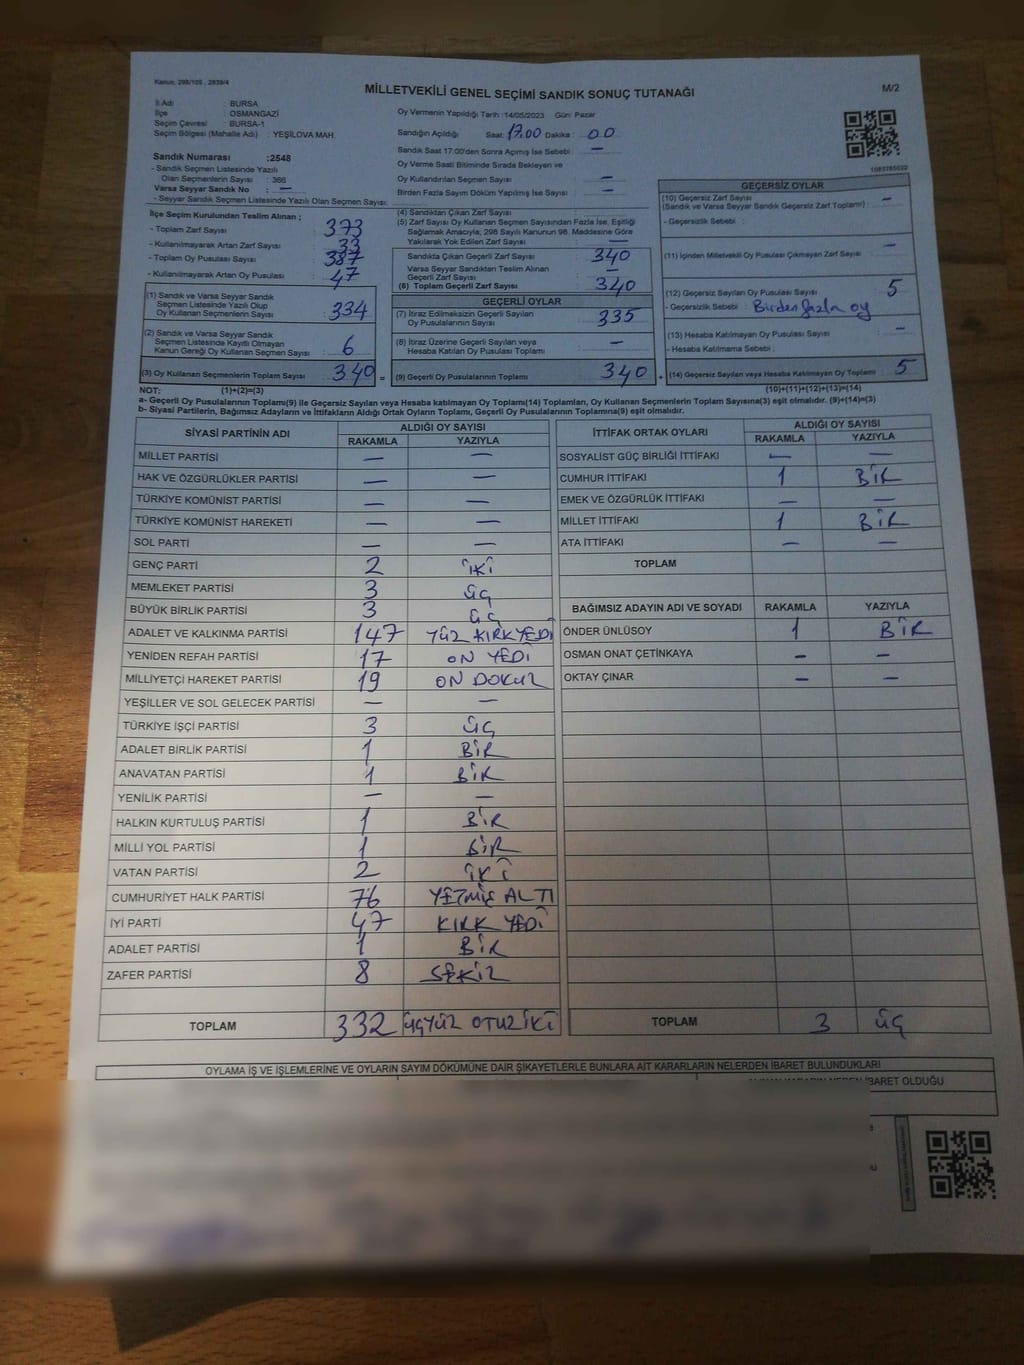 Kanun, 298/105 , 2839/4
MİLLETVEKİLİ GENEL SEÇİMİ SANDIK SONUÇ TUTANAĞI
M/2
İl Adı : BURSA
İlçe : OSMANGAZİ
Seçim Çevresi : BURSA-1
Seçim Bölgesi (Mahalle Adı) : YEŞİLOVA MAH.
Sandık Numarası :2548
- Sandık Seçmen Listesinde Yazılı
Olan Seçmenlerin Sayısı : 366
Varsa Seyyar Sandık No : —
- Seyyar Sandık Seçmen Listesinde Yazılı Olan Seçmen Sayısı:
Oy Vermenin Yapıldığı Tarih :14/05/2023 Gün: Pazar
Sandığın Açıldığı Saat: 17.00 Dakika : 00
Sandık Saat 17:00'den Sonra Açımış İse Sebebi : —
Oy Verme Saati Bitiminde Sırada Bekleyen ve
Oy Kullandırılan Seçmen Sayısı : —
Birden Fazla Sayım Döküm Yapılmış İse Sayısı : —
İlçe Seçim Kurulundan Teslim Alınan ;
- Toplam Zarf Sayısı : 373
- Kullanılmayarak Artan Zarf Sayısı : 33
- Toplam Oy Pusulası Sayısı : 387
- Kullanılmayarak Artan Oy Pusulası : 47
(1) Sandık ve Varsa Seyyar Sandık
Seçmen Listesinde Yazılı Olup
Oy Kullanan Seçmenlerin Sayısı : 334
(2) Sandık ve Varsa Seyyar Sandık
Seçmen Listesinde Kayıtlı Olmayan
Kanun Gereği Oy Kullanan Seçmen Sayısı : 6
(3) Oy Kullanan Seçmenlerin Toplam Sayısı : 340 =
(4) Sandıktan Çıkan Zarf Sayısı :
(5) Zarf Sayısı Oy Kullanan Seçmen Sayısından Fazla İse, Eşitliği
Sağlamak Amacıyla, 298 Sayılı Kanunun 98. Maddesine Göre
Yakılarak Yok Edilen Zarf Sayısı : —
Sandıkta Çıkan Geçerli Zarf Sayısı : 340
Varsa Seyyar Sandıktan Teslim Alınan
Geçerli Zarf Sayısı : —
(6) Toplam Geçerli Zarf Sayısı : 340
GEÇERLİ OYLAR
(7) İtiraz Edilmeksizin Geçerli Sayılan
Oy Pusulalarının Sayısı : 335
(8) İtiraz Üzerine Geçerli Sayılan veya
Hesaba Katılan Oy Pusulası Toplamı : —
(9) Geçerli Oy Pusulalarının Toplamı : 340 +
GEÇERSİZ OYLAR
(10) Geçersiz Zarf Sayısı
(Sandık ve Varsa Seyyar Sandık Geçersiz Zarf Toplamı) : —
- Geçersizlik Sebebi :
(11) İçinden Milletvekili Oy Pusulası Çıkmayan Zarf Sayısı : —
(12) Geçersiz Sayılan Oy Pusulası Sayısı : 5
- Geçersizlik Sebebi : Birden fazla oy
(13) Hesaba Katılmayan Oy Pusulası Sayısı : —
- Hesaba Katılmama Sebebi :
(14) Geçersiz Sayılan veya Hesaba Katılmayan Oy Toplamı : 5
NOT: (1)+(2)=(3)
(10)+(11)+(12)+(13)=(14)
a- Geçerli Oy Pusulalarının Toplamı(9) ile Geçersiz Sayılan veya Hesaba katılmayan Oy Toplamı(14) Toplamları, Oy Kullanan Seçmenlerin Toplam Sayısına(3) eşit olmalıdır. (9)+(14)=(3)
b- Siyasi Partilerin, Bağımsız Adayların ve İttifakların Aldığı Ortak Oyların Toplamı, Geçerli Oy Pusulalarının Toplamına(9) eşit olmalıdır.
SİYASİ PARTİNİN ADI
ALDIĞI OY SAYISI
RAKAMLA YAZIYLA
MİLLET PARTİSİ — —
HAK VE ÖZGÜRLÜKLER PARTİSİ — —
TÜRKİYE KOMÜNİST PARTİSİ — —
TÜRKİYE KOMÜNİST HAREKETİ — —
SOL PARTİ — —
GENÇ PARTİ 2 İKİ
MEMLEKET PARTİSİ 3 üç
BÜYÜK BİRLİK PARTİSİ 3 üç
ADALET VE KALKINMA PARTİSİ 147 YÜZ KIRK YEDİ
YENİDEN REFAH PARTİSİ 17 ON YEDİ
MİLLİYETÇİ HAREKET PARTİSİ 19 ON DOKUZ
YEŞİLLER VE SOL GELECEK PARTİSİ — —
TÜRKİYE İŞÇİ PARTİSİ 3 üç
ADALET BİRLİK PARTİSİ 1 BİR
ANAVATAN PARTİSİ 1 BİR
YENİLİK PARTİSİ — —
HALKIN KURTULUŞ PARTİSİ 1 BİR
MİLLİ YOL PARTİSİ 1 BİR
VATAN PARTİSİ 2 İKİ
CUMHURİYET HALK PARTİSİ 76 YETMİŞ ALTI
İYİ PARTİ 47 KIRK YEDİ
ADALET PARTİSİ 1 BİR
ZAFER PARTİSİ 8 SEKİZ
TOPLAM 332 ÜÇYÜZ OTUZ İKİ
İTTİFAK ORTAK OYLARI
ALDIĞI OY SAYISI
RAKAMLA YAZIYLA
SOSYALİST GÜÇ BİRLİĞİ İTTİFAKI — —
CUMHUR İTTİFAKI 1 BİR
EMEK VE ÖZGÜRLÜK İTTİFAKI — —
MİLLET İTTİFAKI 1 BİR
ATA İTTİFAKI — —
TOPLAM
BAĞIMSIZ ADAYIN ADI VE SOYADI RAKAMLA YAZIYLA
ÖNDER ÜNLÜSOY 1 BİR
OSMAN ONAT ÇETİNKAYA — —
OKTAY ÇINAR — —
TOPLAM 3 üç
OYLAMA İŞ VE İŞLEMLERİNE VE OYLARIN SAYIM DÖKÜMÜNE DAİR ŞİKAYETLERLE BUNLARA AİT KARARLARIN NELERDEN İBARET BULUNDUKLARI
İBARET OLDUĞU